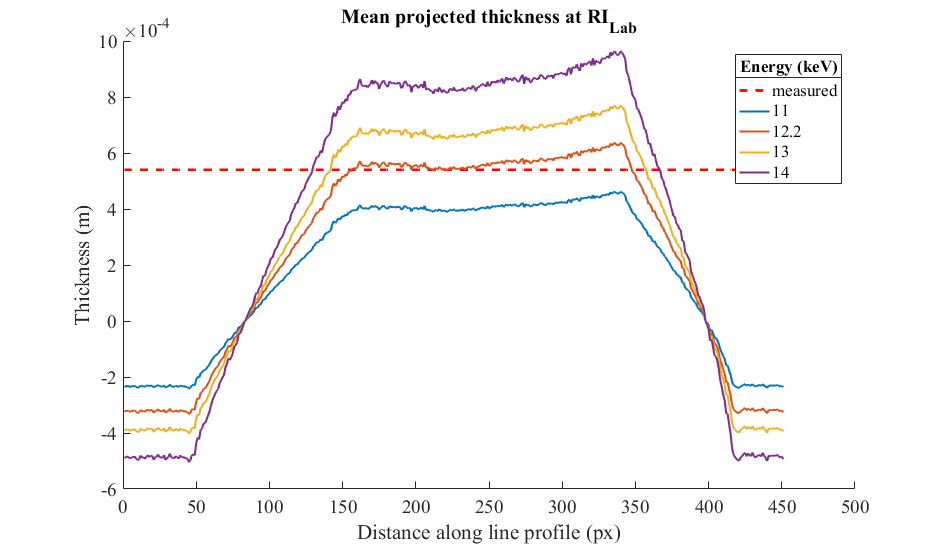 Mean projected thickness at RI_Lab
×10^-4
10
8
6
4
2
0
-2
-4
-6
Thickness (m)
0 50 100 150 200 250 300 350 400 450 500
Distance along line profile (px)
Energy (keV)
measured
11
12.2
13
14